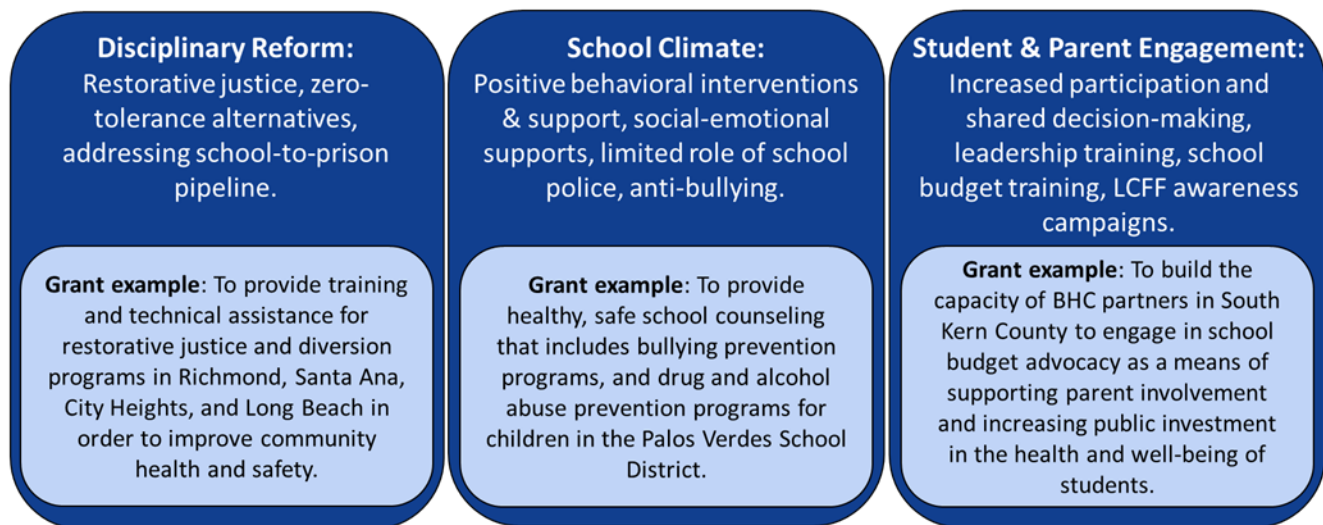 Disciplinary Reform:
Restorative justice, zero-
tolerance alternatives,
addressing school-to-prison
pipeline.
Grant example: To provide training
and technical assistance for
restorative justice and diversion
programs in Richmond, Santa Ana,
City Heights, and Long Beach in
order to improve community
health and safety.
School Climate:
Positive behavioral interventions
& support, social-emotional
supports, limited role of school
police, anti-bullying.
Grant example: To provide
healthy, safe school counseling
that includes bullying prevention
programs, and drug and alcohol
abuse prevention programs for
children in the Palos Verdes School
District.
Student & Parent Engagement:
Increased participation and
shared decision-making,
leadership training, school
budget training, LCFF awareness
campaigns.
Grant example: To build the
capacity of BHC partners in South
Kern County to engage in school
budget advocacy as a means of
supporting parent involvement
and increasing public investment
in the health and well-being of
students.